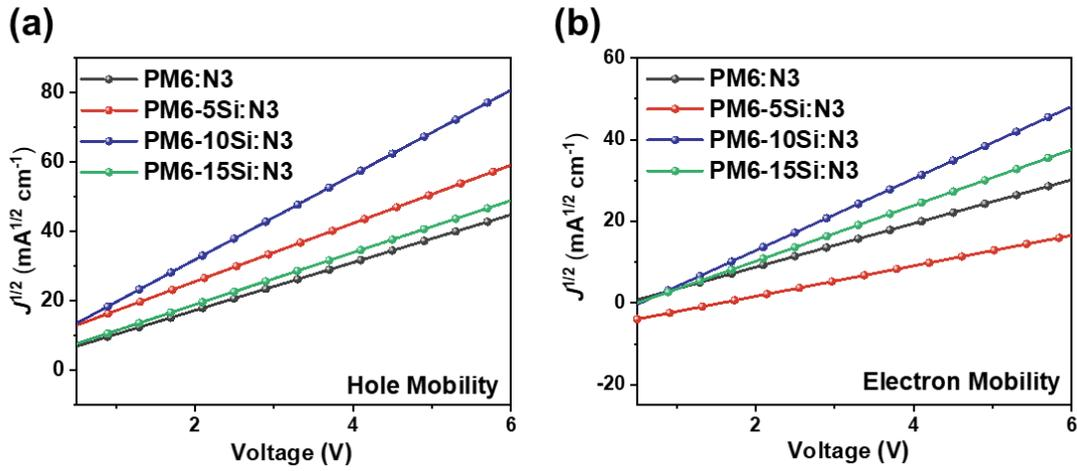 (a)
80
60
40
20
0
J1/2 (mA1/2 cm-1)
PM6:N3
PM6-5Si:N3
PM6-10Si:N3
PM6-15Si:N3
Hole Mobility
2
4
6
Voltage (V)
(b)
60
40
20
0
-20
J1/2 (mA1/2 cm-1)
PM6:N3
PM6-5Si:N3
PM6-10Si:N3
PM6-15Si:N3
Electron Mobility
2
4
6
Voltage (V)